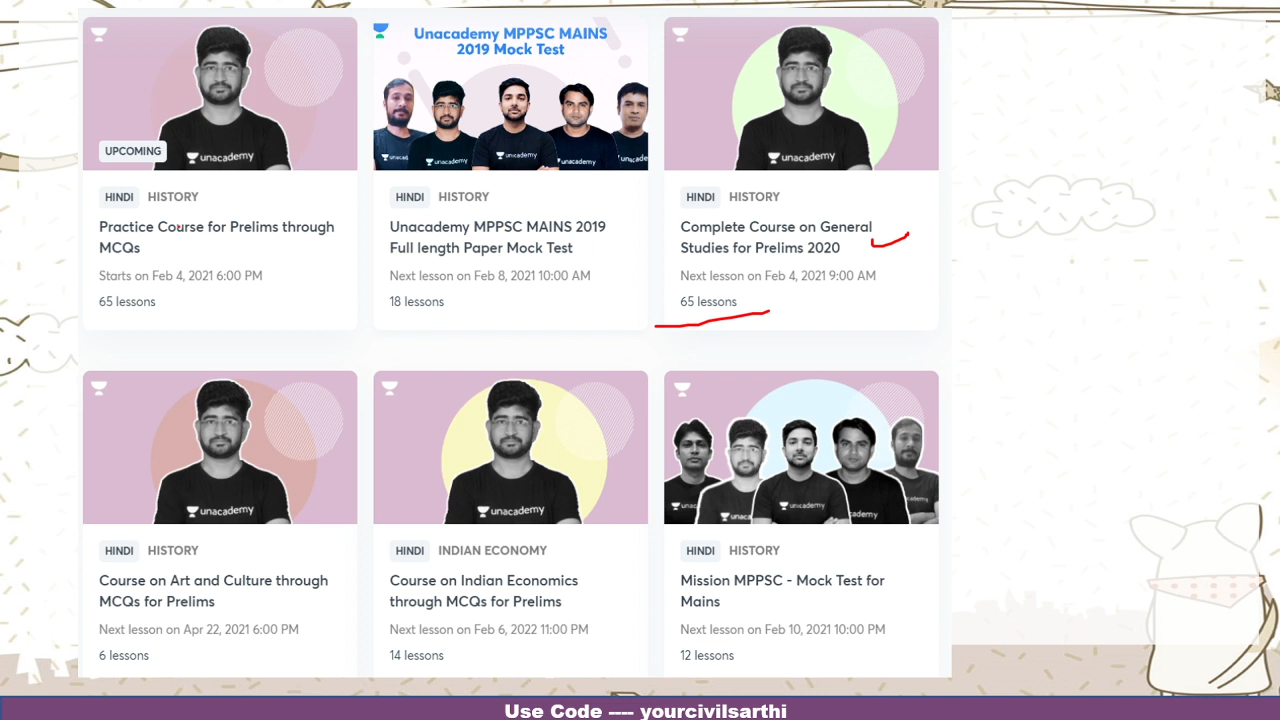 unacademy
UPCOMING
HINDI HISTORY
Practice Course for Prelims through
MCQs
Starts on Feb 4, 2021 6:00 PM
65 lessons
Unacademy MPPSC MAINS
2019 Mock Test
unacademy
unacademy
unacademy
HINDI HISTORY
Unacademy MPPSC MAINS 2019
Full length Paper Mock Test
Next lesson on Feb 8, 2021 10:00 AM
18 lessons
unacademy
HINDI HISTORY
Complete Course on General
Studies for Prelims 2020
Next lesson on Feb 4, 2021 9:00 AM
65 lessons
unacademy
HINDI HISTORY
Course on Art and Culture through
MCQs for Prelims
Next lesson on Apr 22, 2021 6:00 PM
6 lessons
unacademy
HINDI INDIAN ECONOMY
Course on Indian Economics
through MCQs for Prelims
Next lesson on Feb 6, 2022 11:00 PM
14 lessons
unacademy
HINDI HISTORY
Mission MPPSC - Mock Test for
Mains
Next lesson on Feb 10, 2021 10:00 PM
12 lessons
Use Code ---- yourcivilsarthi